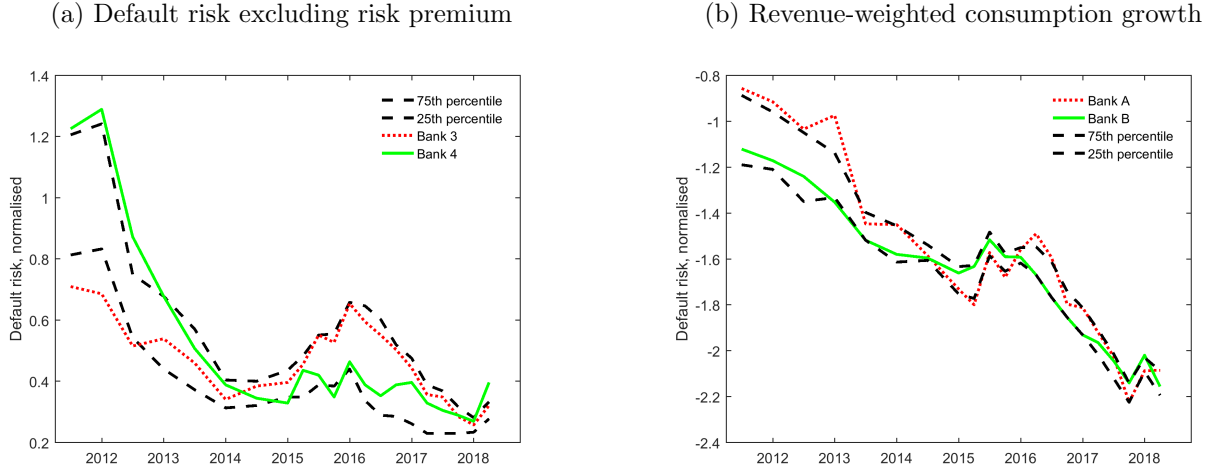 (a) Default risk excluding risk premium
1.4
1.2
1
0.8
0.6
0.4
0.2
Default risk, normalised
75th percentile
25th percentile
Bank 3
Bank 4
2012 2013 2014 2015 2016 2017 2018
(b) Revenue-weighted consumption growth
-0.8
-1
-1.2
-1.4
-1.6
-1.8
-2
-2.2
-2.4
Default risk, normalised
Bank A
Bank B
75th percentile
25th percentile
2012 2013 2014 2015 2016 2017 2018